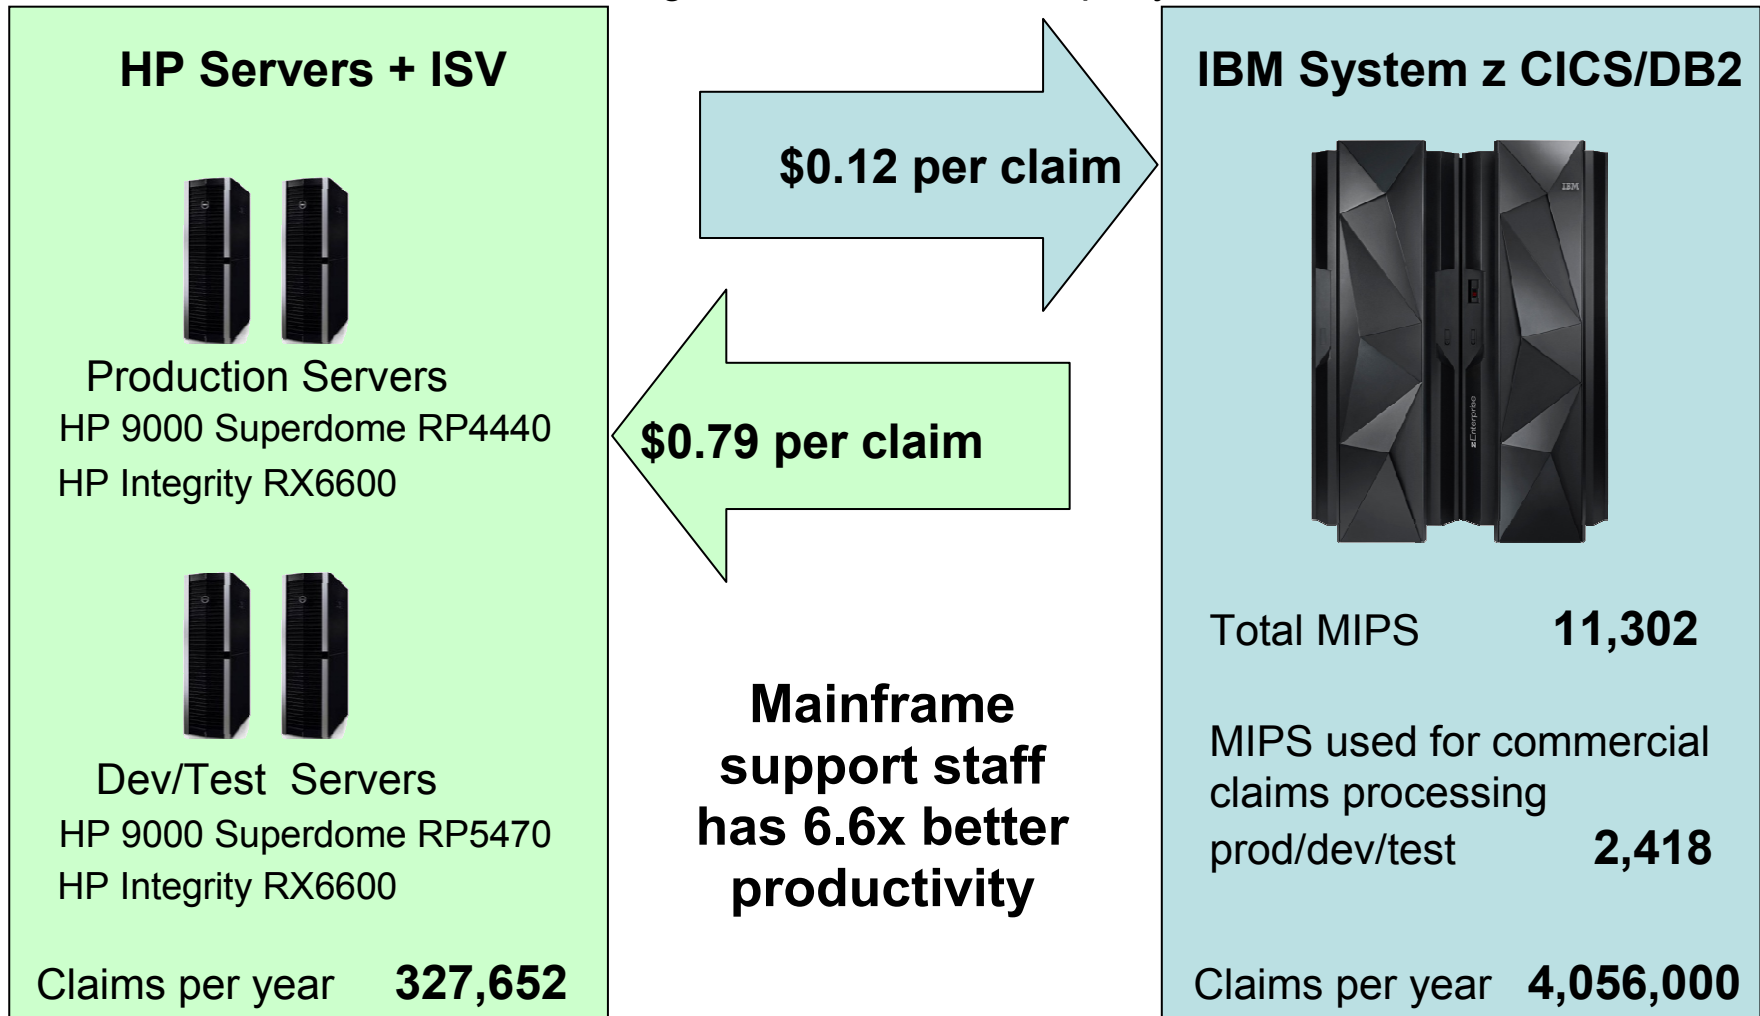 HP Servers + ISV
Production Servers
HP 9000 Superdome RP4440
HP Integrity RX6600
Dev/Test Servers
HP 9000 Superdome RP5470
HP Integrity RX6600
Claims per year 327,652
$0.12 per claim
$0.79 per claim
Mainframe
support staff
has 6.6x better
productivity
IBM System z CICS/DB2
IBM
zEnterprise
Total MIPS 11,302
MIPS used for commercial
claims processing
prod/dev/test 2,418
Claims per year 4,056,000